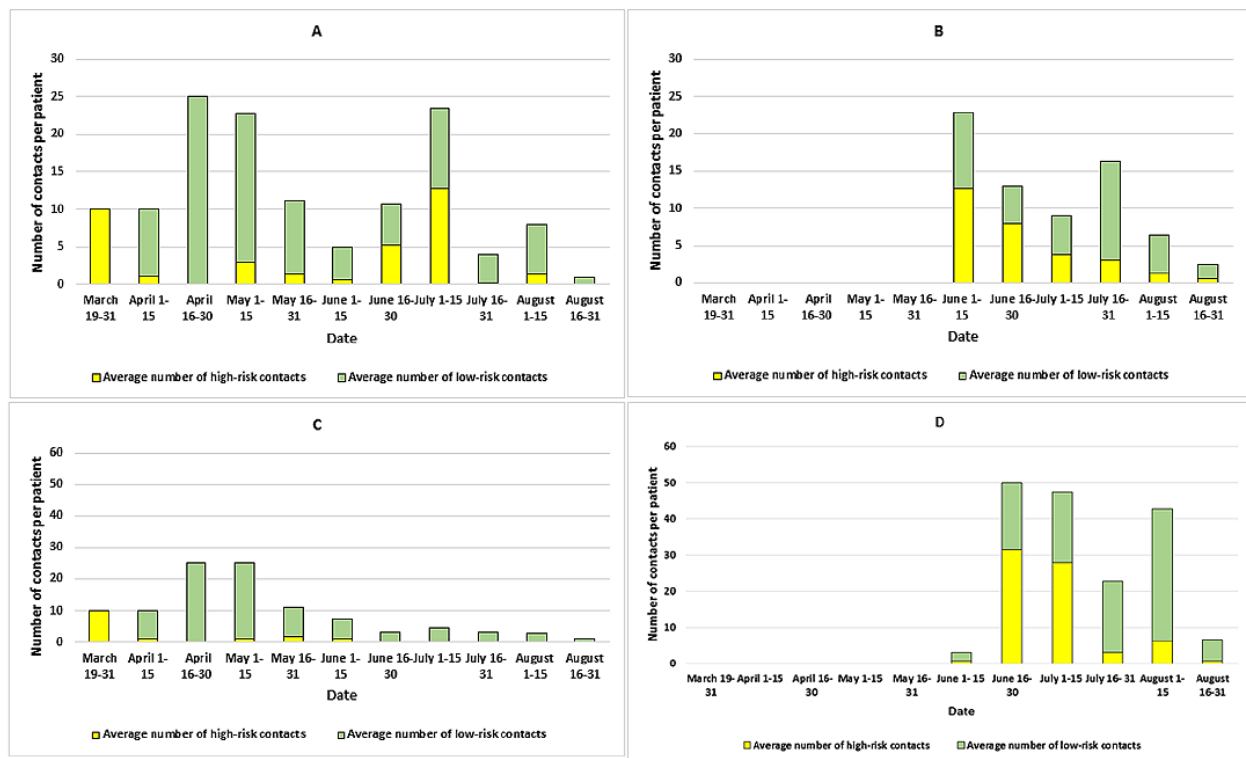 A
Number of contacts per patient
30
25
20
15
10
5
0
March 19-31
April 1-15
April 16-30
May 1-15
May 16-31
June 1-15
June 16-30
July 1-15
July 16-31
August 1-15
August 16-31
Date
Average number of high-risk contacts
Average number of low-risk contacts
B
Number of contacts per patient
30
25
20
15
10
5
0
March 19-31
April 1-15
April 16-30
May 1-15
May 16-31
June 1-15
June 16-30
July 1-15
July 16-31
August 1-15
August 16-31
Date
Average number of high-risk contacts
Average number of low-risk contacts
C
Number of contacts per patient
60
50
40
30
20
10
0
March 19-31
April 1-15
April 16-30
May 1-15
May 16-31
June 1-15
June 16-30
July 1-15
July 16-31
August 1-15
August 16-31
Date
Average number of high-risk contacts
Average number of low-risk contacts
D
Number of contacts per patient
60
50
40
30
20
10
0
March 19-31
April 1-15
April 16-30
May 1-15
May 16-31
June 1- 15
June 16-30
July 1-15
July 16- 31
August 1-15
August 16-31
Date
Average number of high-risk contacts
Average number of low-risk contacts